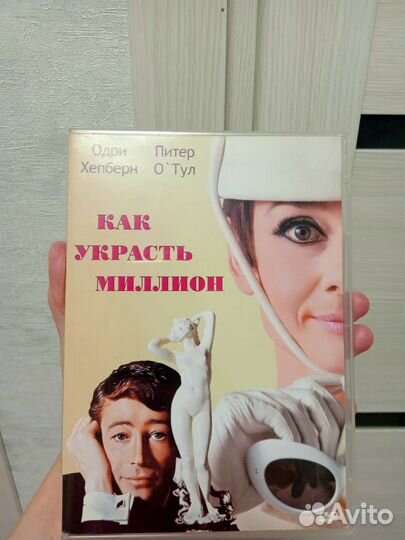 Одри Питер
Хепберн О`Тул
КАК
УКРАСТЬ
МИЛЛИОН
Avito